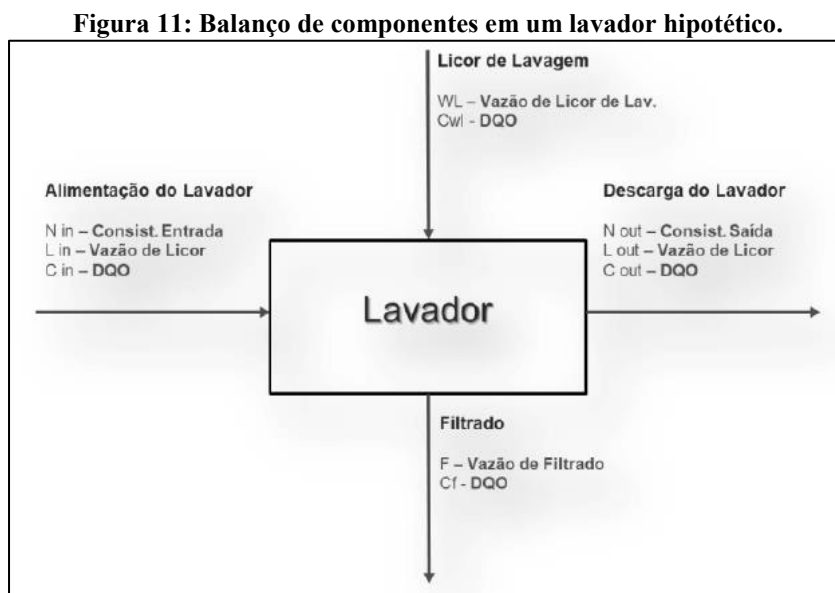 Figura 11: Balanço de componentes em um lavador hipotético.
Licor de Lavagem
WL – Vazão de Licor de Lav.
Cwl - DQO
Alimentação do Lavador
N in – Consist. Entrada
L in – Vazão de Licor
C in – DQO
Descarga do Lavador
N out – Consist. Saída
L out – Vazão de Licor
C out – DQO
Lavador
Filtrado
F – Vazão de Filtrado
Cf - DQO